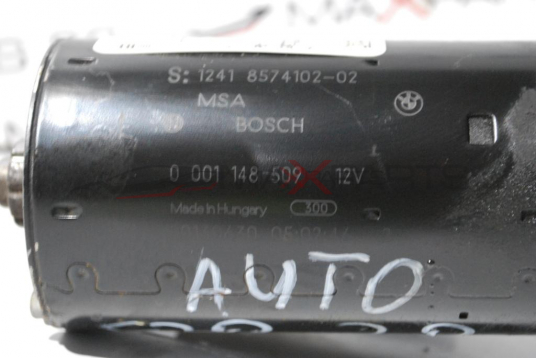 S: 1241 8574102-02
MSA
BOSCH
0 001 148-509 12V
Made in Hungary 300
AUTO